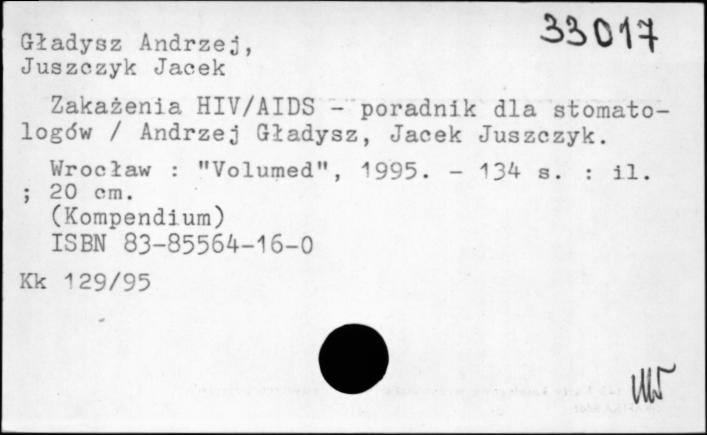 33017
Gładysz Andrzej,
Juszczyk Jacek
Zakażenia HIV/AIDS - poradnik dla stomato-
logów / Andrzej Gładysz, Jacek Juszczyk.
Wrocław : "Volumed", 1995. - 134 s. : il.
; 20 cm.
(Kompendium)
ISBN 83-85564-16-0
Kk 129/95